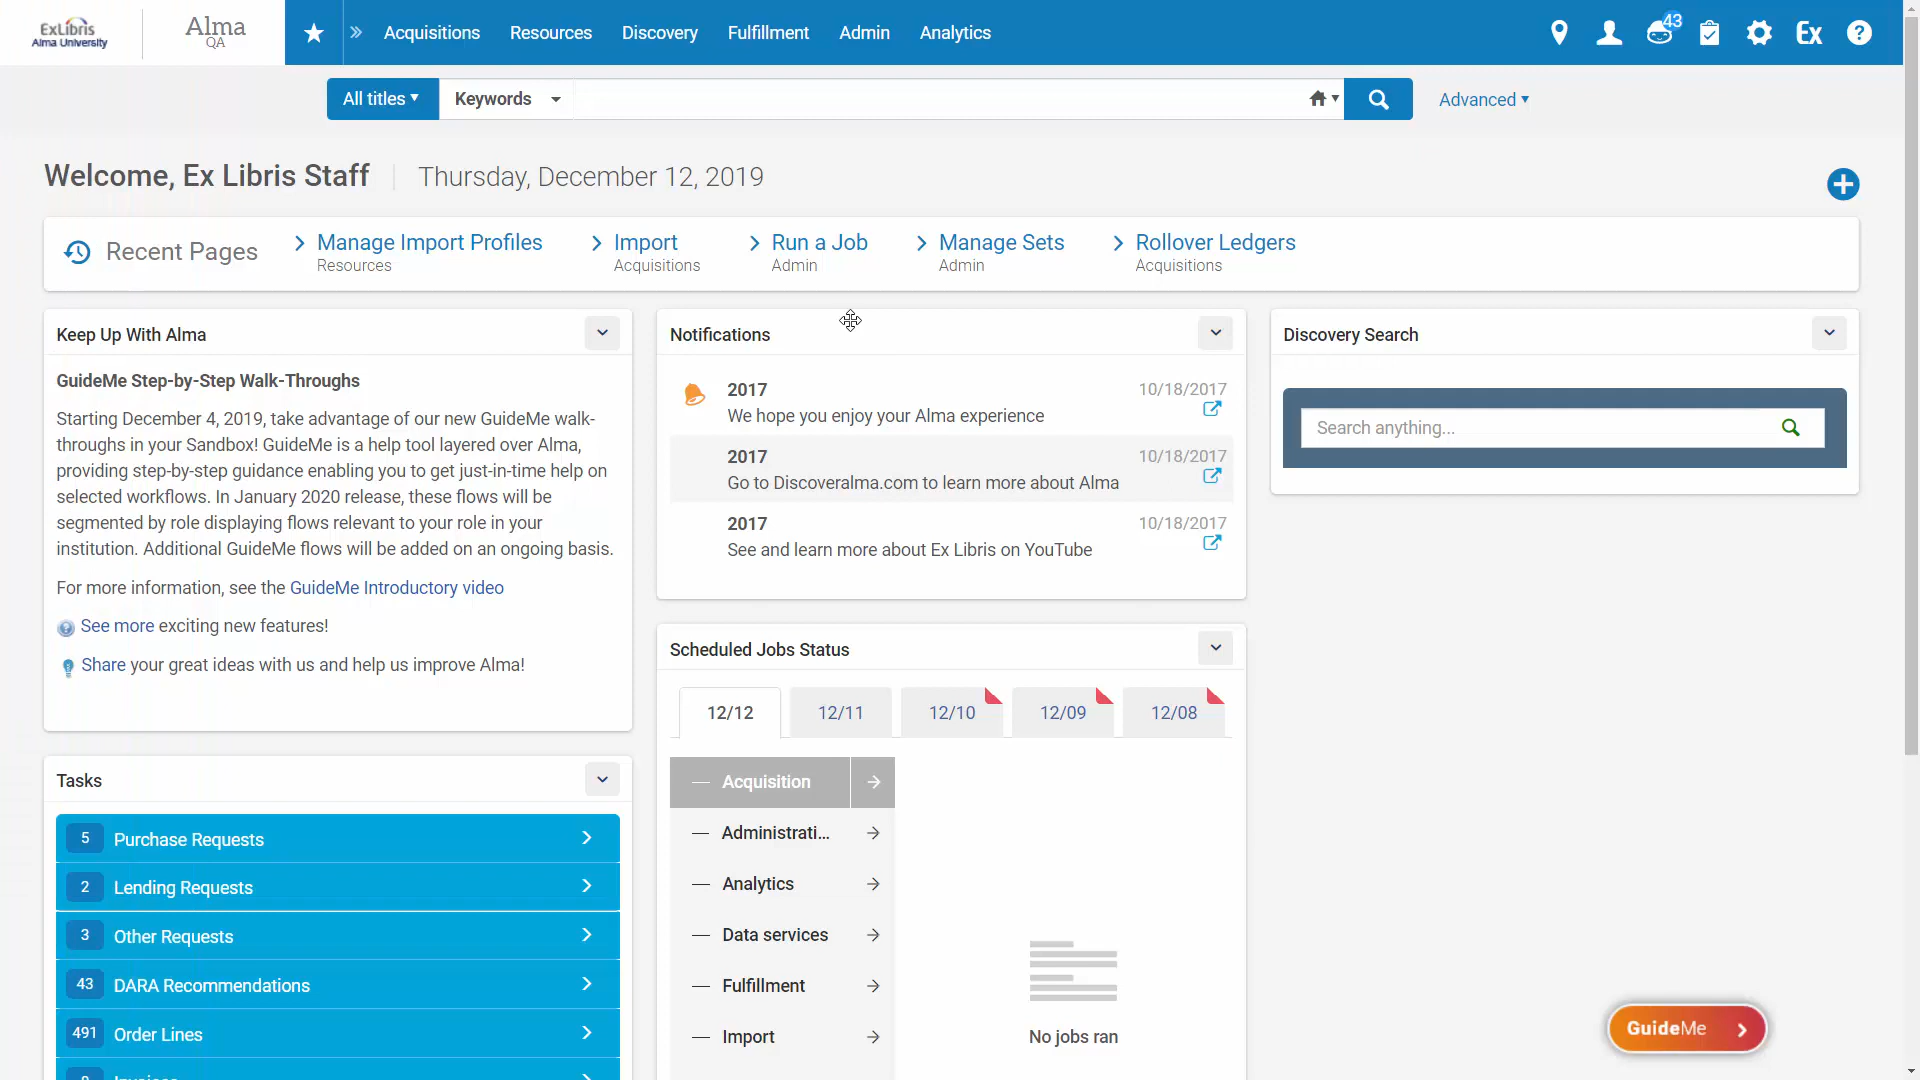 ExLibris
Alma University
Alma
QA
Acquisitions
Resources
Discovery
Fulfillment
Admin
Analytics
43
Ex
?
All titles
Keywords
Advanced
Welcome, Ex Libris Staff
Thursday, December 12, 2019
Recent Pages
Manage Import Profiles
Resources
Import
Acquisitions
Run a Job
Admin
Manage Sets
Admin
Rollover Ledgers
Acquisitions
Keep Up With Alma
GuideMe Step-by-Step Walk-Throughs
Starting December 4, 2019, take advantage of our new GuideMe walk-
throughs in your Sandbox! GuideMe is a help tool layered over Alma,
providing step-by-step guidance enabling you to get just-in-time help on
selected workflows. In January 2020 release, these flows will be
segmented by role displaying flows relevant to your role in your
institution. Additional GuideMe flows will be added on an ongoing basis.
For more information, see the GuideMe Introductory video
See more exciting new features!
Share your great ideas with us and help us improve Alma!
Tasks
5 Purchase Requests
2 Lending Requests
3 Other Requests
43 DARA Recommendations
491 Order Lines
Notifications
2017 10/18/2017
We hope you enjoy your Alma experience
2017 10/18/2017
Go to Discoveralma.com to learn more about Alma
2017 10/18/2017
See and learn more about Ex Libris on YouTube
Scheduled Jobs Status
12/12 12/11 12/10 12/09 12/08
Acquisition
Administrati...
Analytics
Data services
Fulfillment
Import
No jobs ran
Discovery Search
Search anything...
GuideMe